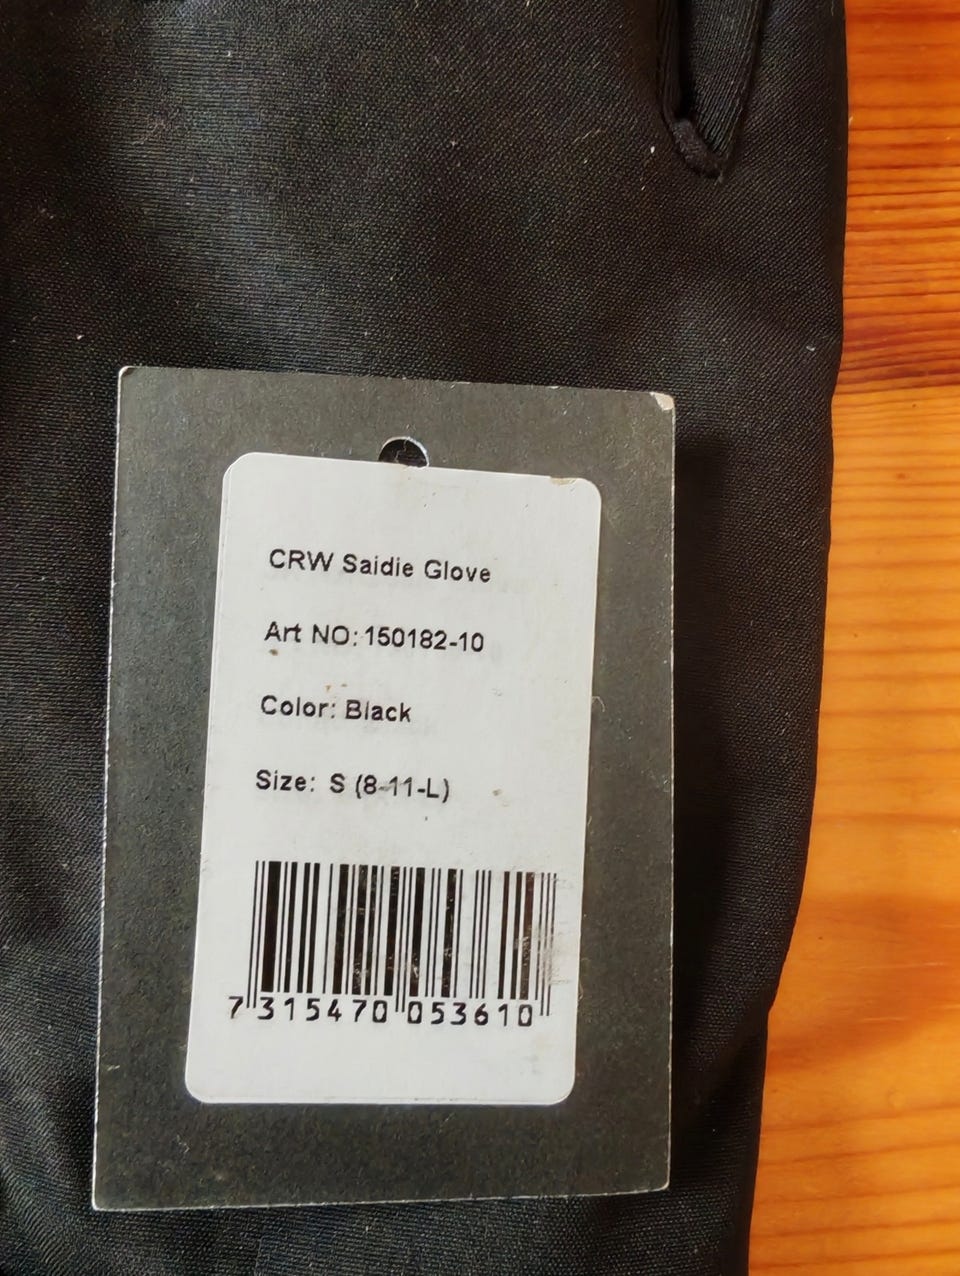 CRW Saidie Glove
Art NO: 150182-10
Color: Black
Size: S (8-11-L)
7 315470 053610